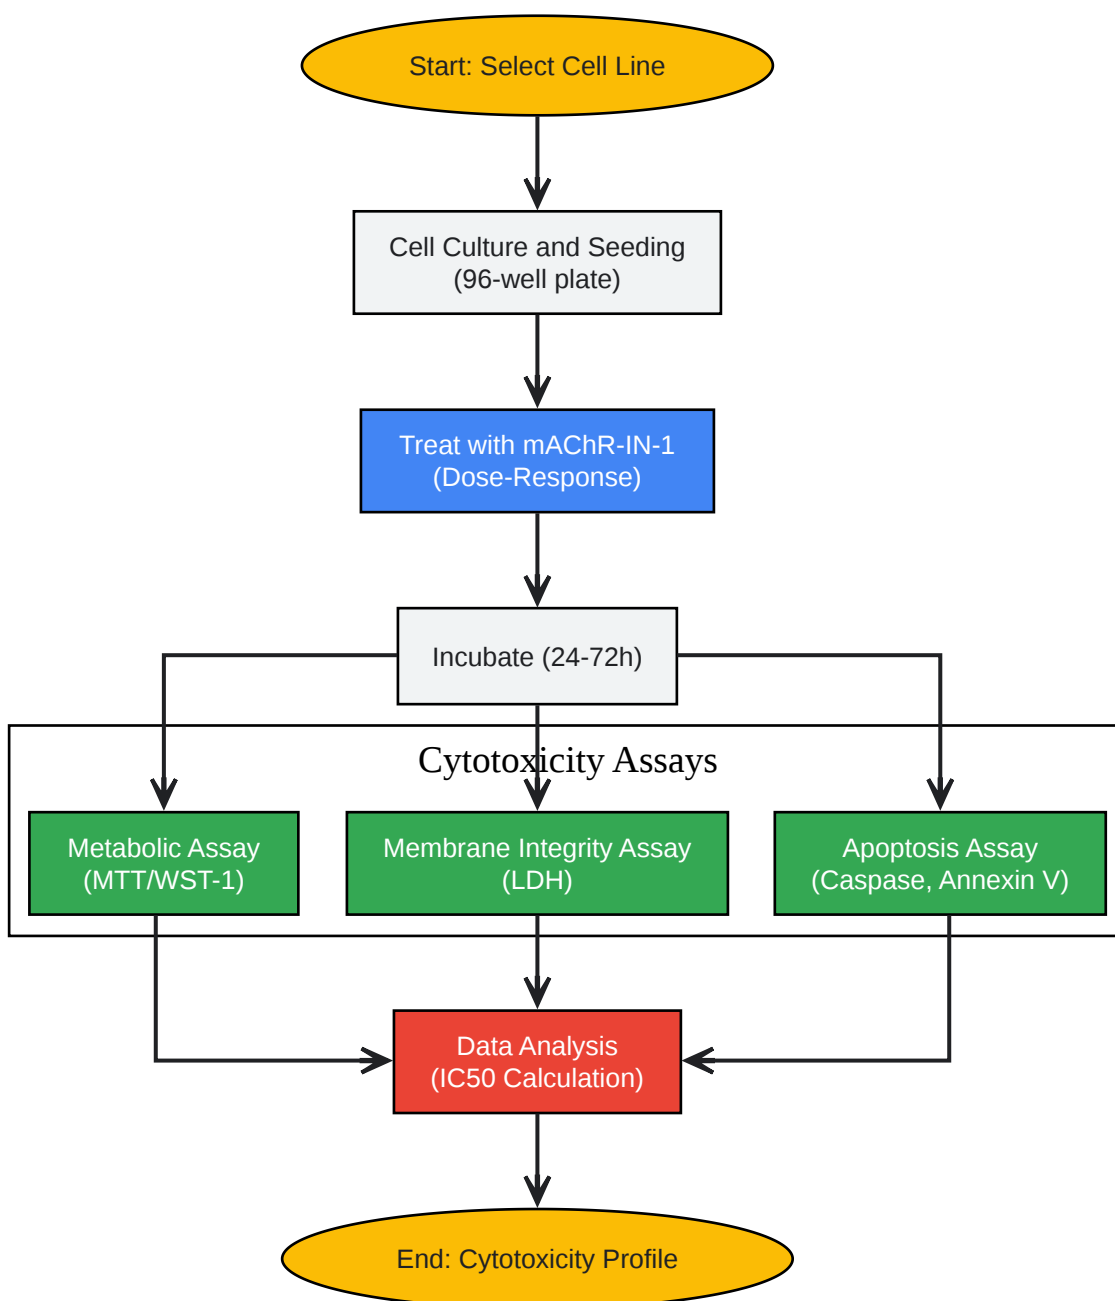 Start: Select Cell Line
Cell Culture and Seeding
(96-well plate)
Treat with mAChR-IN-1
(Dose-Response)
Incubate (24-72h)
Cytotoxicity Assays
Metabolic Assay
(MTT/WST-1)
Membrane Integrity Assay
(LDH)
Apoptosis Assay
(Caspase, Annexin V)
Data Analysis
(IC50 Calculation)
End: Cytotoxicity Profile